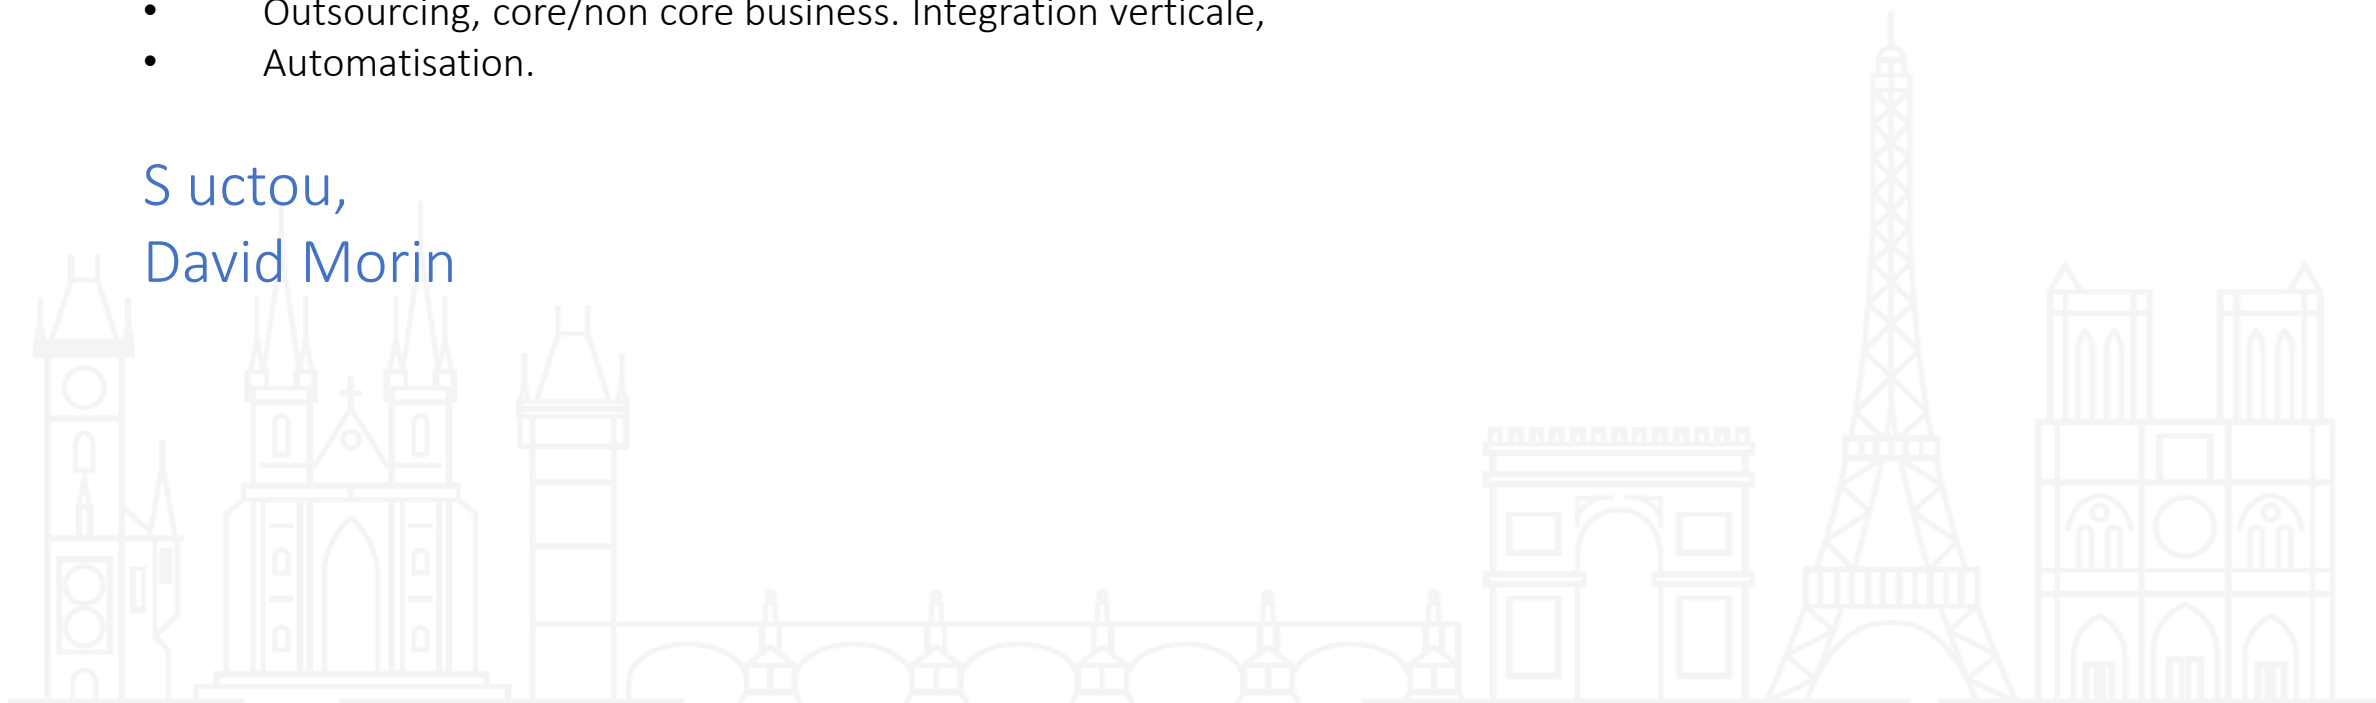 • Outsourcing, core/non core business. Integration verticale,
• Automatisation.
S uctou,
David Morin